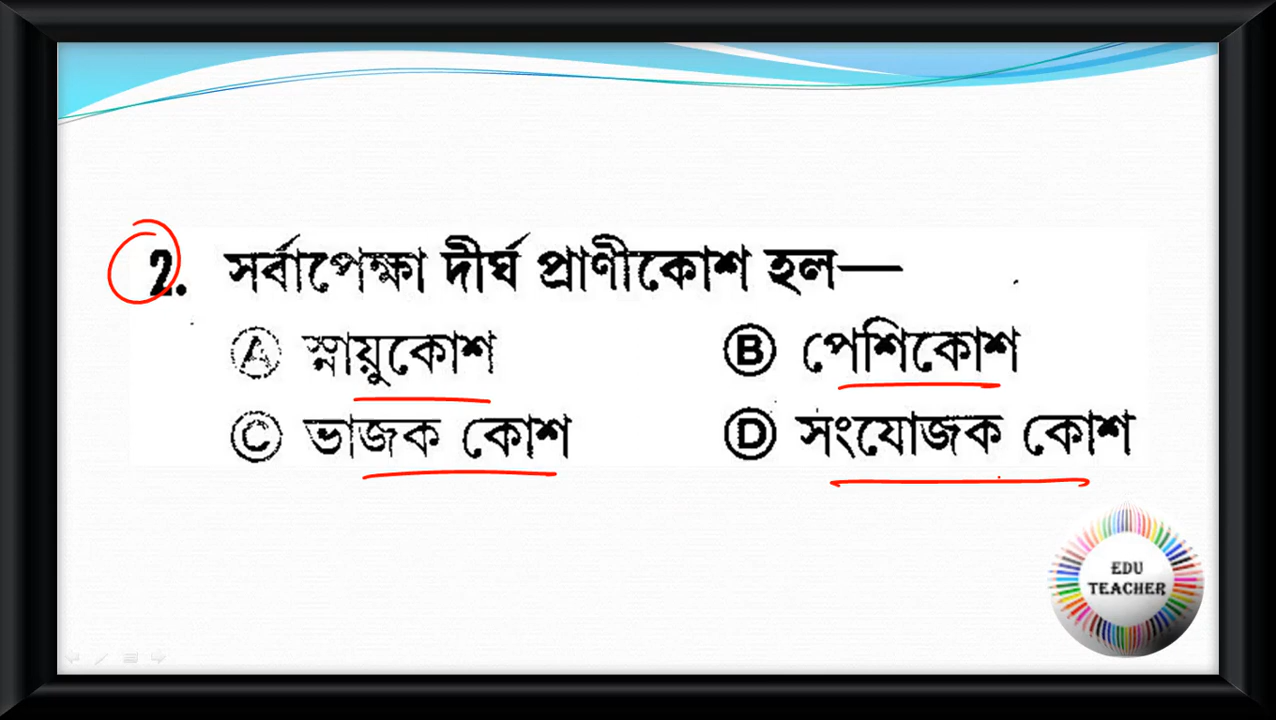 2. সর্বাপেক্ষা দীর্ঘ প্রাণীকোশ হল—
Ⓐ স্নায়ুকোশ Ⓑ পেশিকোশ
Ⓒ ভাজক কোশ Ⓓ সংযোজক কোশ
EDU
TEACHER